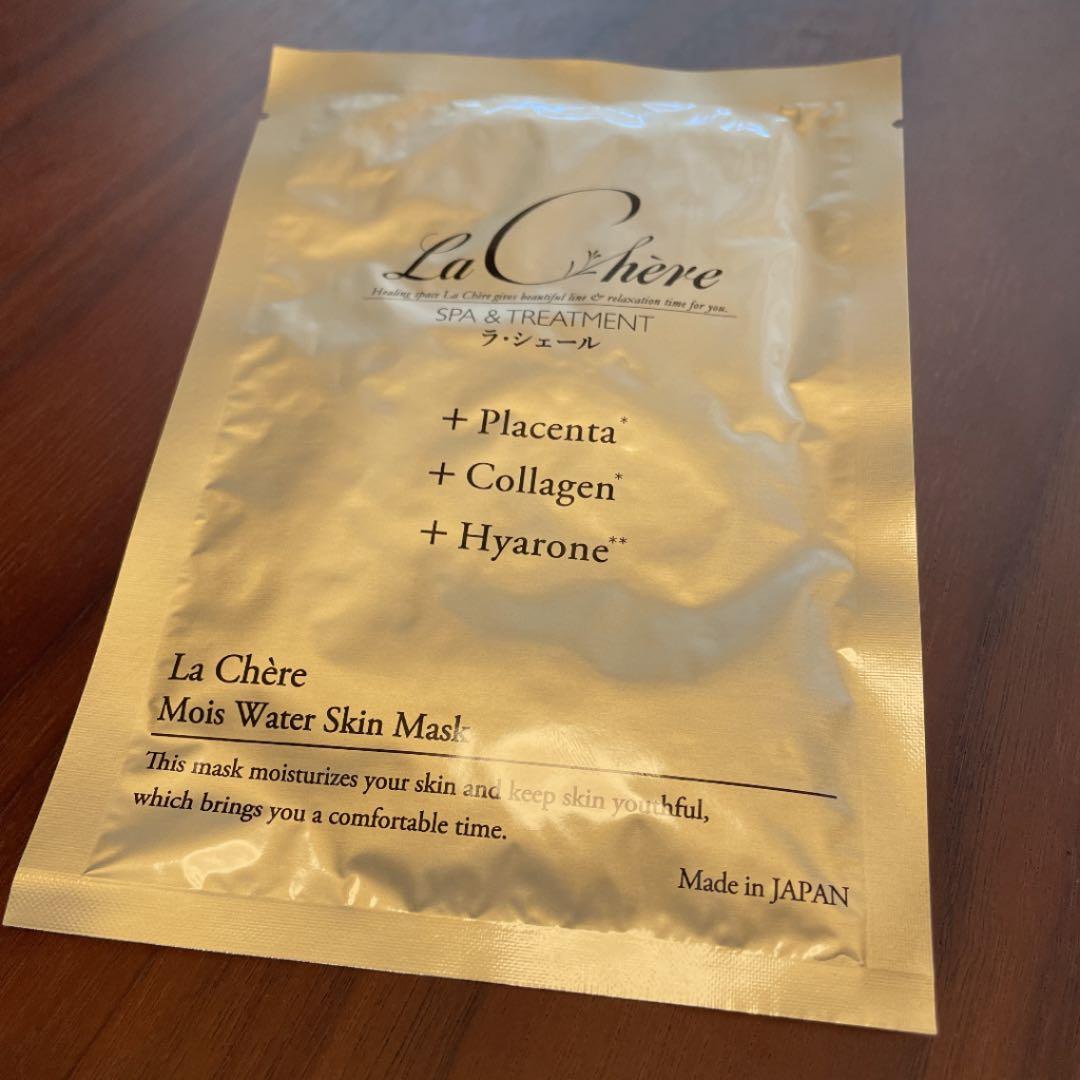 La Chère
Healing space La Chère gives beautiful line & relaxation time for you.
SPA & TREATMENT
ラ・シェール
+ Placenta*
+ Collagen*
+ Hyarone**
La Chère
Mois Water Skin Mask
This mask moisturizes your skin and keep skin youthful,
which brings you a comfortable time.
Made in JAPAN